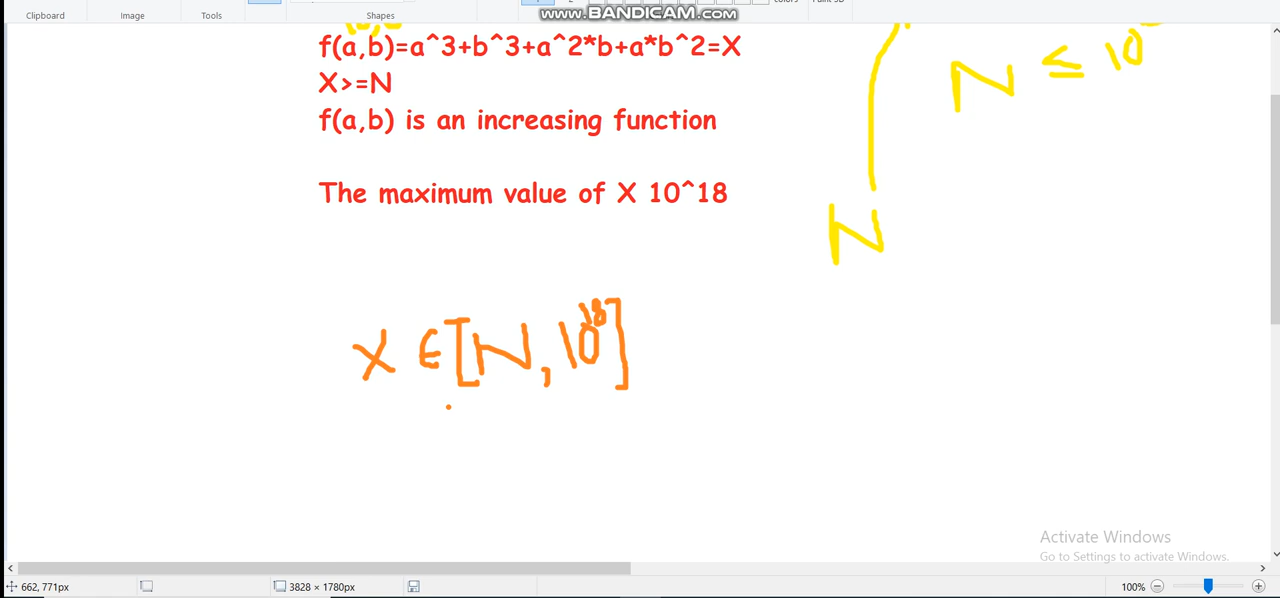 www.BANDICAM.com
Clipboard
Image
Tools
Shapes
f(a,b)=a^3+b^3+a^2*b+a*b^2=X
X>=N
f(a,b) is an increasing function
The maximum value of X 10^18
N ≤ 10
N
X ∈ [N, 10^18]
Activate Windows
Go to Settings to activate Windows.
662, 771px
3828 × 1780px
100%